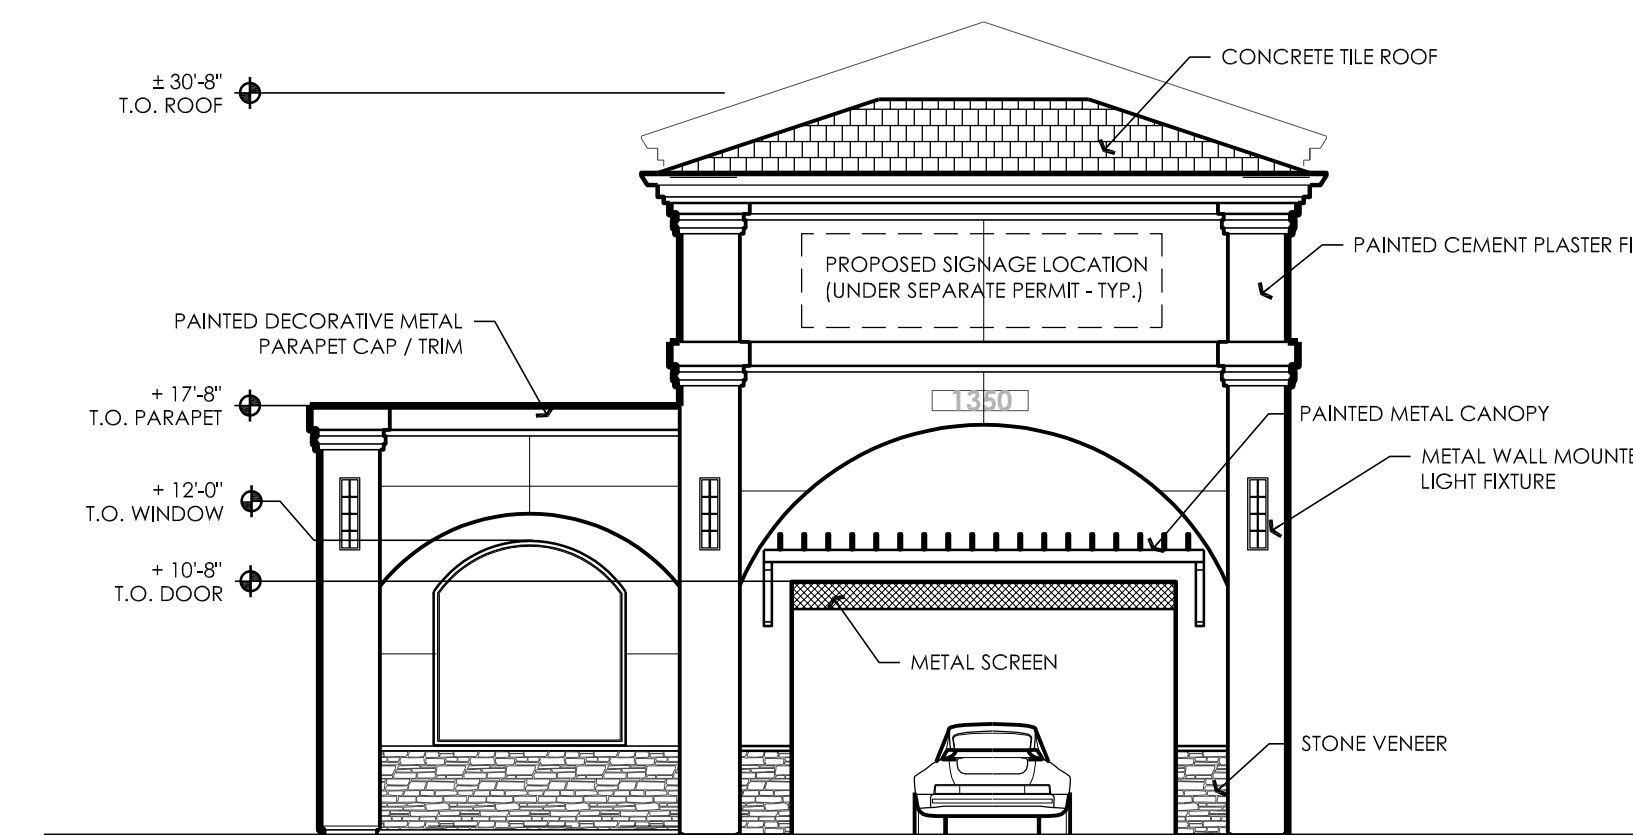 CONCRETE TILE ROOF
± 30'-8"
T.O. ROOF
PAINTED CEMENT PLASTER FI
PROPOSED SIGNAGE LOCATION
(UNDER SEPARATE PERMIT - TYP.)
PAINTED DECORATIVE METAL
PARAPET CAP / TRIM
+ 17'-8"
T.O. PARAPET
1350
PAINTED METAL CANOPY
METAL WALL MOUNTE
LIGHT FIXTURE
+ 12'-0"
T.O. WINDOW
+ 10'-8"
T.O. DOOR
METAL SCREEN
STONE VENEER